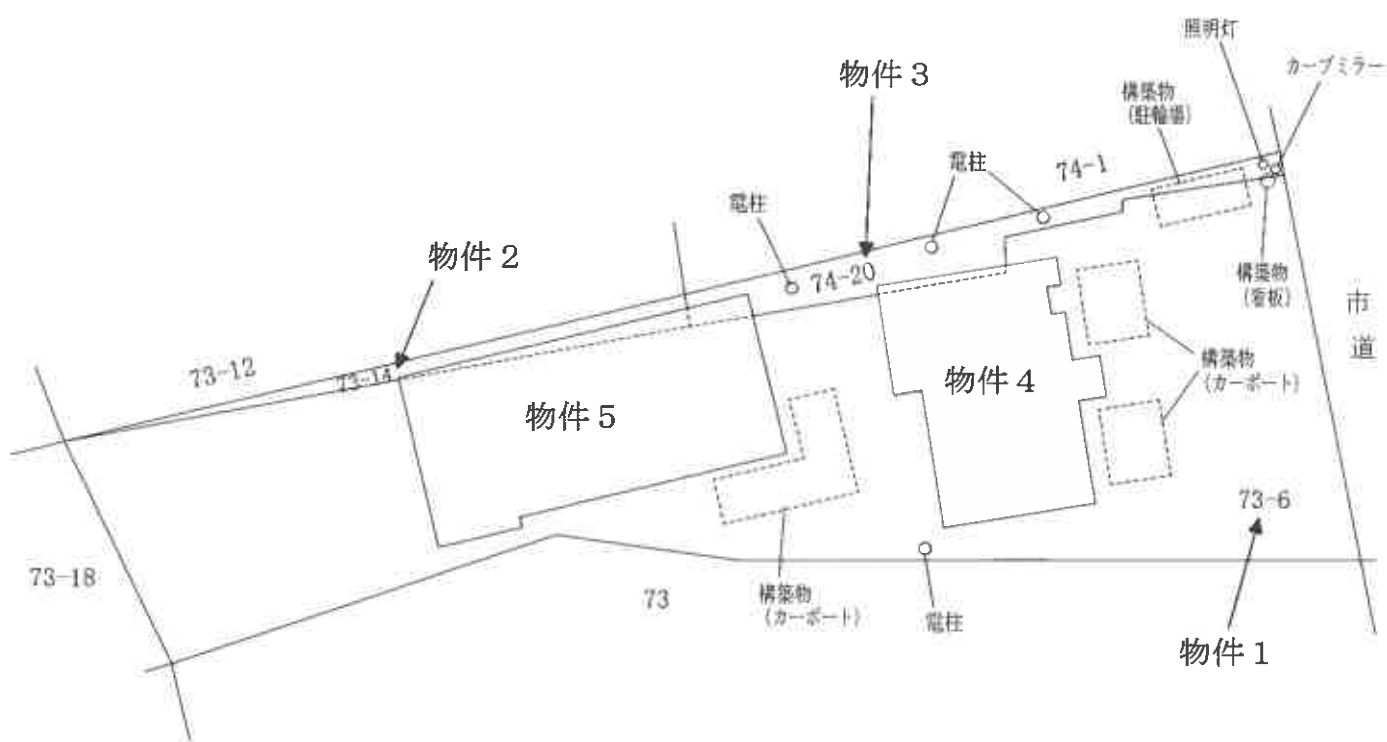 照明灯
カーブミラー
物件３
構築物
(駐輪場)
電柱
74-1
電柱
物件２
74-20
構築物
(看板)
市道
73-12
73-14
構築物
(カーポート)
物件４
物件５
73-6
73-18
73
構築物
(カーポート)
電柱
物件１